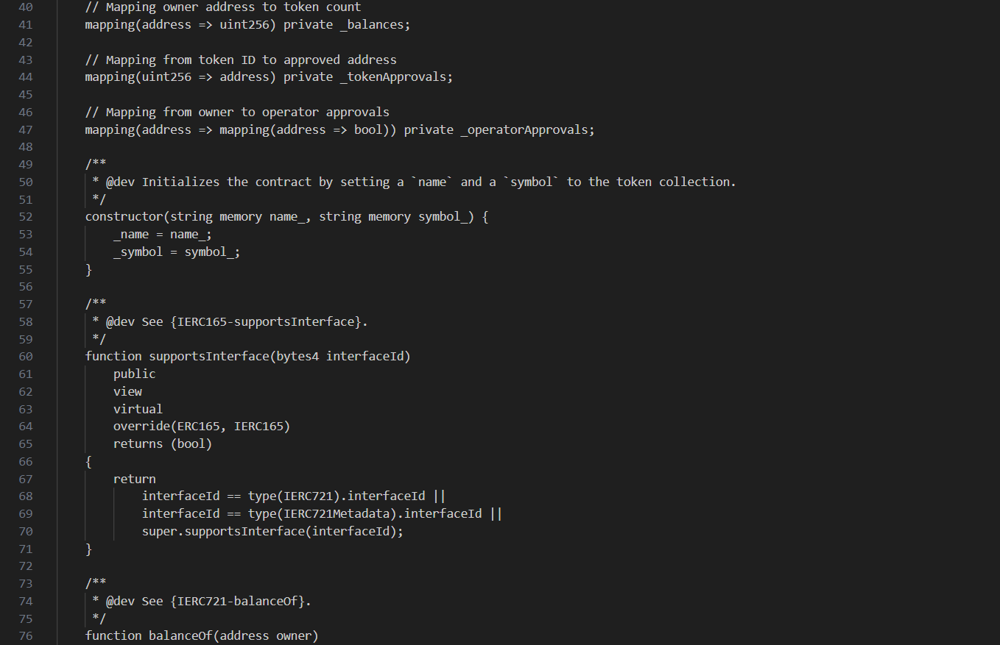 40 // Mapping owner address to token count
41 mapping(address => uint256) private _balances;
42
43 // Mapping from token ID to approved address
44 mapping(uint256 => address) private _tokenApprovals;
45
46 // Mapping from owner to operator approvals
47 mapping(address => mapping(address => bool)) private _operatorApprovals;
48
49 /**
50 * @dev Initializes the contract by setting a `name` and a `symbol` to the token collection.
51 */
52 constructor(string memory name_, string memory symbol_) {
53 _name = name_;
54 _symbol = symbol_;
55 }
56
57 /**
58 * @dev See {IERC165-supportsInterface}.
59 */
60 function supportsInterface(bytes4 interfaceId)
61 public
62 view
63 virtual
64 override(ERC165, IERC165)
65 returns (bool)
66 {
67 return
68 interfaceId == type(IERC721).interfaceId ||
69 interfaceId == type(IERC721Metadata).interfaceId ||
70 super.supportsInterface(interfaceId);
71 }
72
73 /**
74 * @dev See {IERC721-balanceOf}.
75 */
76 function balanceOf(address owner)